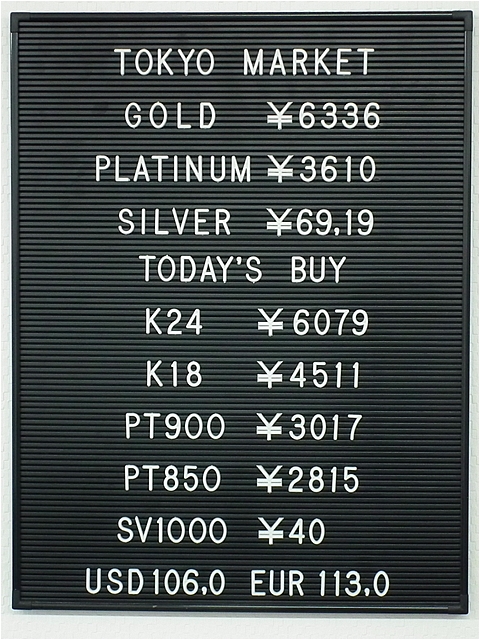 TOKYO MARKET
GOLD ¥6336
PLATINUM ¥3610
SILVER ¥69.19
TODAY'S BUY
K24 ¥6079
K18 ¥4511
PT900 ¥3017
PT850 ¥2815
SV1000 ¥40
USD106.0 EUR 113.0